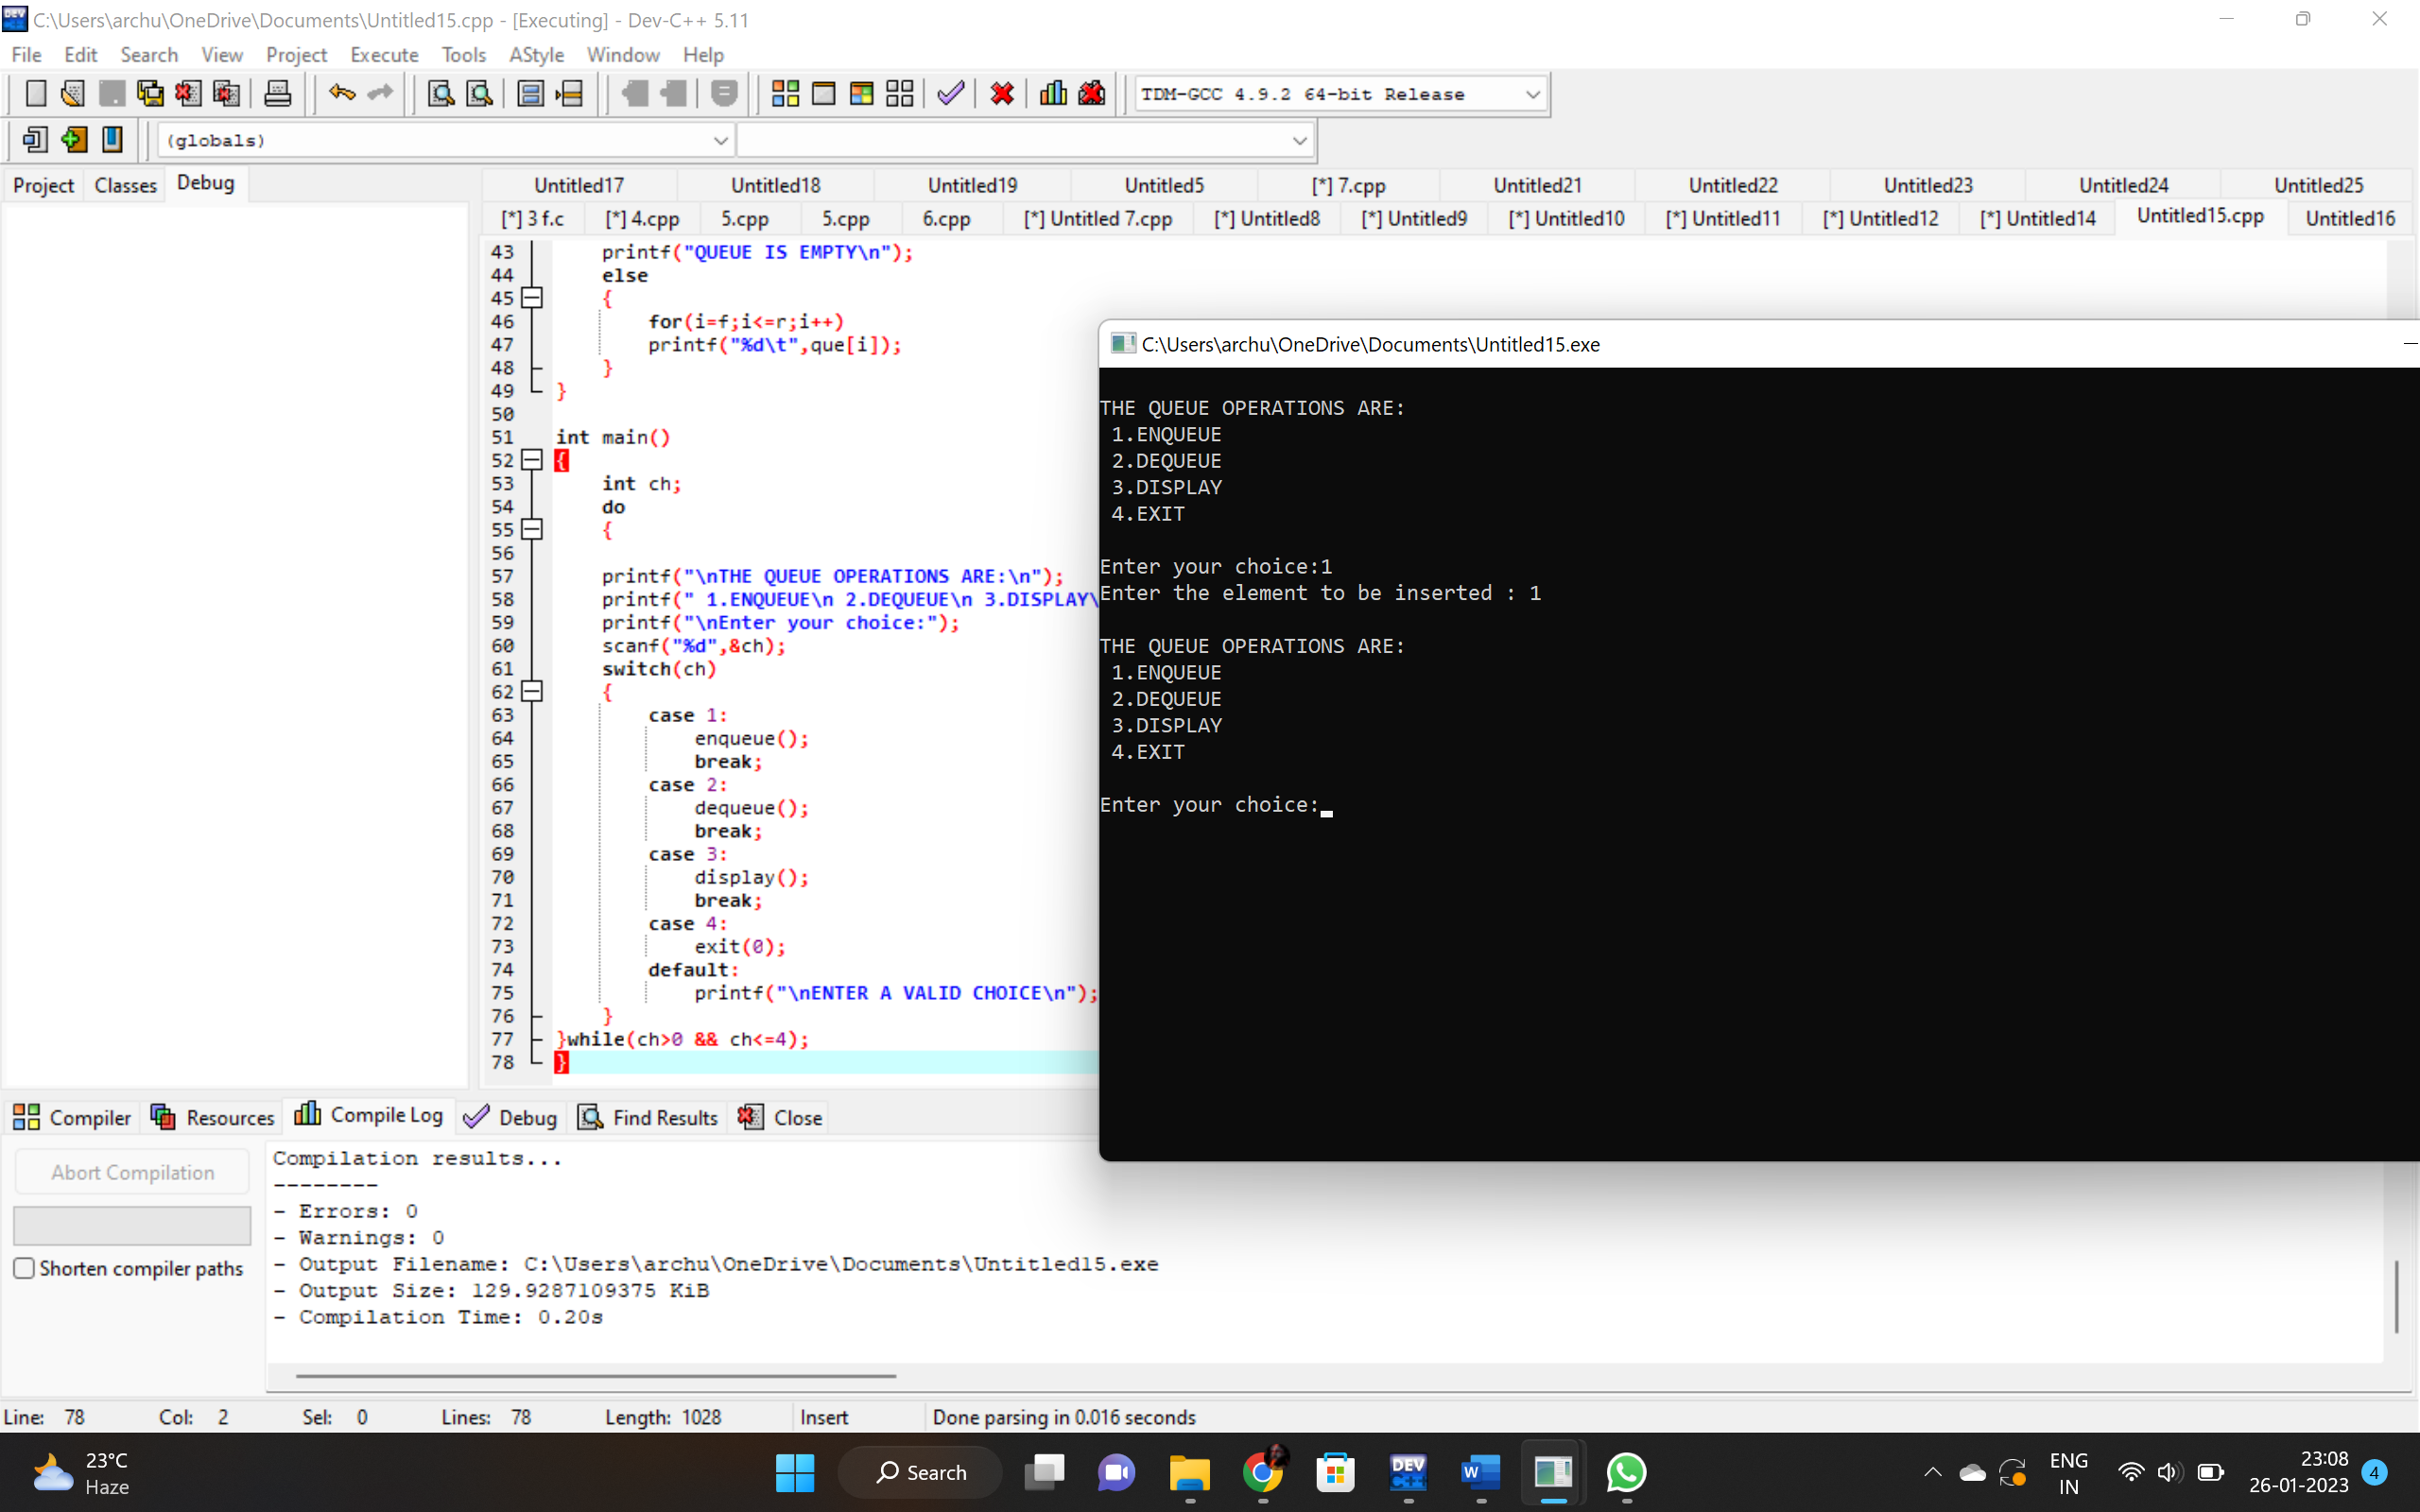 C:\Users\archu\OneDrive\Documents\Untitled15.cpp - [Executing] - Dev-C++ 5.11
File Edit Search View Project Execute Tools AStyle Window Help
TDM-GCC 4.9.2 64-bit Release
(globals)
Project Classes Debug
Untitled17 Untitled18 Untitled19 Untitled5 [*] 7.cpp Untitled21 Untitled22 Untitled23 Untitled24 Untitled25
[*] 3 f.c [*] 4.cpp 5.cpp 5.cpp 6.cpp [*] Untitled 7.cpp [*] Untitled8 [*] Untitled9 [*] Untitled10 [*] Untitled11 [*] Untitled12 [*] Untitled14 Untitled15.cpp Untitled16
43 printf("QUEUE IS EMPTY\n");
44 else
45 {
46 for(i=f;i<=r;i++)
47 printf("%d\t",que[i]);
48 }
49 }
50
51 int main()
52 {
53 int ch;
54 do
55 {
56
57 printf("\nTHE QUEUE OPERATIONS ARE:\n");
58 printf(" 1.ENQUEUE\n 2.DEQUEUE\n 3.DISPLAY\
59 printf("\nEnter your choice:");
60 scanf("%d",&ch);
61 switch(ch)
62 {
63 case 1:
64 enqueue();
65 break;
66 case 2:
67 dequeue();
68 break;
69 case 3:
70 display();
71 break;
72 case 4:
73 exit(0);
74 default:
75 printf("\nENTER A VALID CHOICE\n");
76 }
77 }while(ch>0 && ch<=4);
78 }
C:\Users\archu\OneDrive\Documents\Untitled15.exe
THE QUEUE OPERATIONS ARE:
1.ENQUEUE
2.DEQUEUE
3.DISPLAY
4.EXIT
Enter your choice:1
Enter the element to be inserted : 1
THE QUEUE OPERATIONS ARE:
1.ENQUEUE
2.DEQUEUE
3.DISPLAY
4.EXIT
Enter your choice:
Compiler Resources Compile Log Debug Find Results Close
Abort Compilation
Shorten compiler paths
Compilation results...
--------
- Errors: 0
- Warnings: 0
- Output Filename: C:\Users\archu\OneDrive\Documents\Untitled15.exe
- Output Size: 129.9287109375 KiB
- Compilation Time: 0.20s
Line: 78 Col: 2 Sel: 0 Lines: 78 Length: 1028 Insert Done parsing in 0.016 seconds
23°C
Haze
Search
DEV
C++
W
ENG
IN
23:08
26-01-2023
4